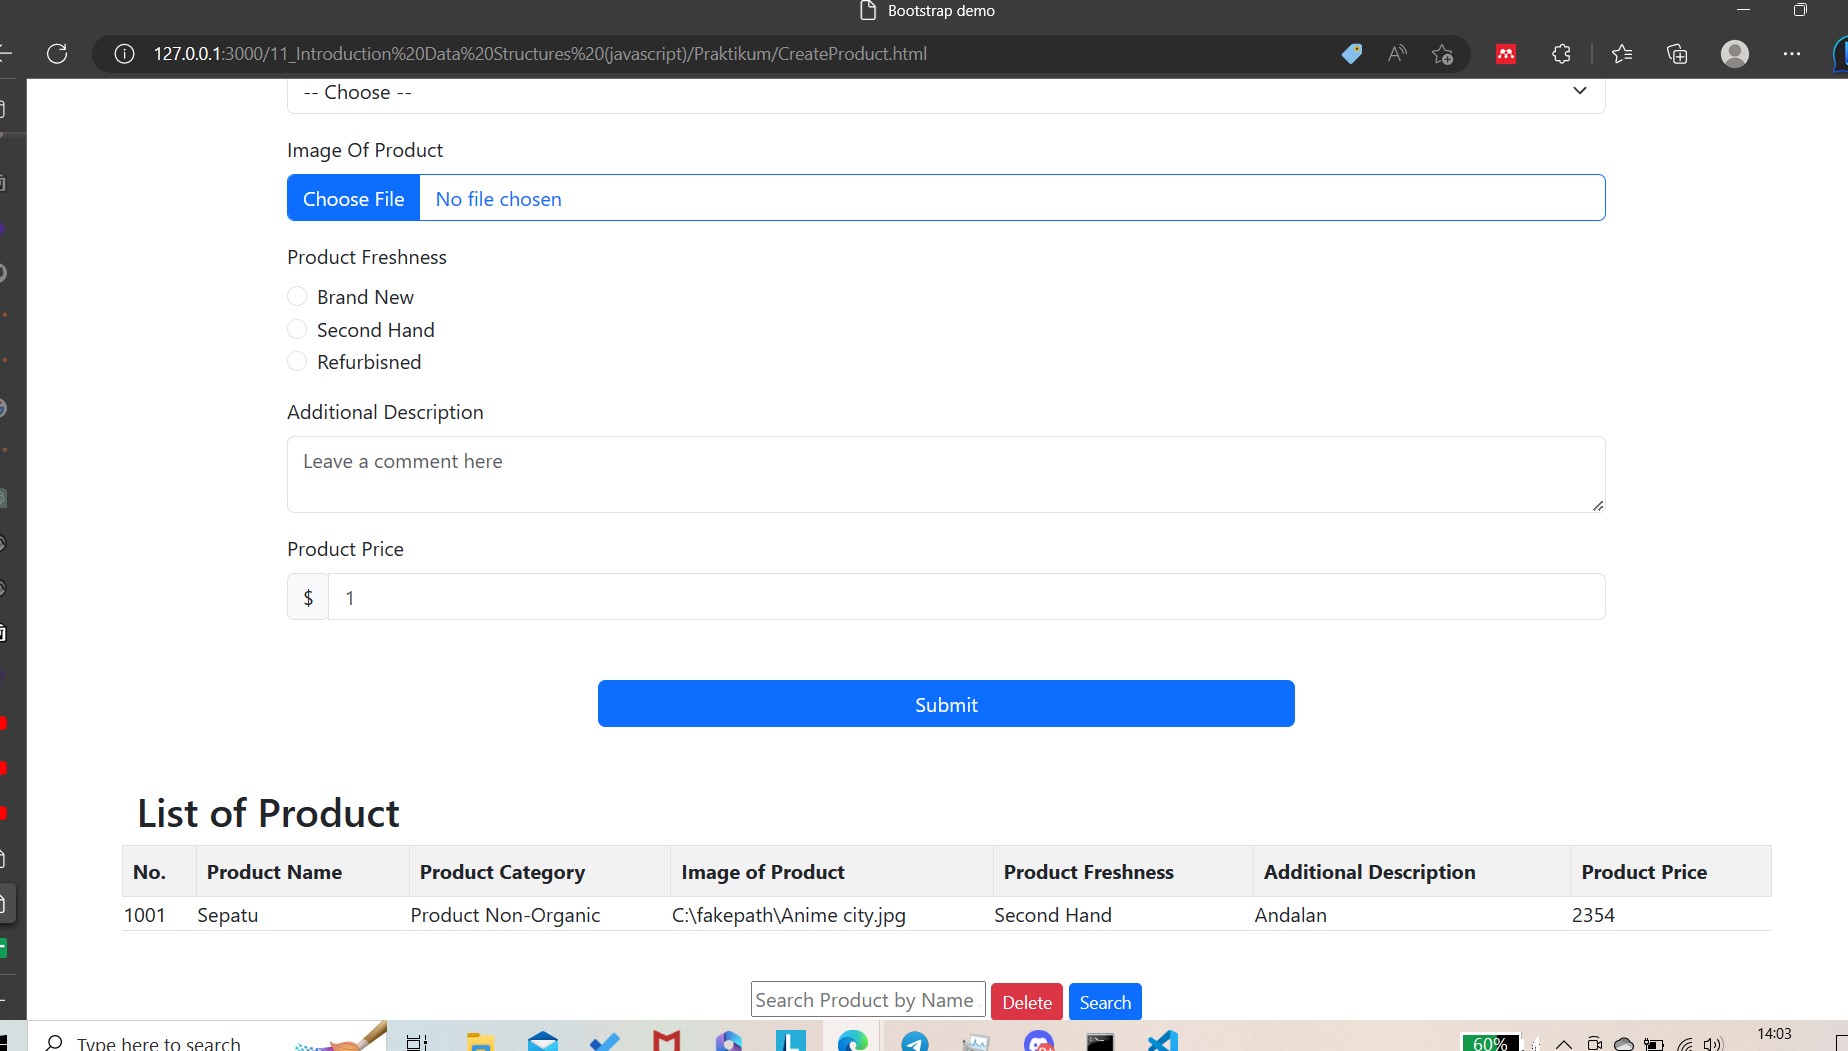 Bootstrap demo
127.0.0.1:3000/11_Introduction%20Data%20Structures%20(javascript)/Praktikum/CreateProduct.html
-- Choose --
Image Of Product
Choose File No file chosen
Product Freshness
Brand New
Second Hand
Refurbisned
Additional Description
Leave a comment here
Product Price
$ 1
Submit
List of Product
No. Product Name Product Category Image of Product Product Freshness Additional Description Product Price
1001 Sepatu Product Non-Organic C:\fakepath\Anime city.jpg Second Hand Andalan 2354
Search Product by Name Delete Search
Type here to search 60% 14:03